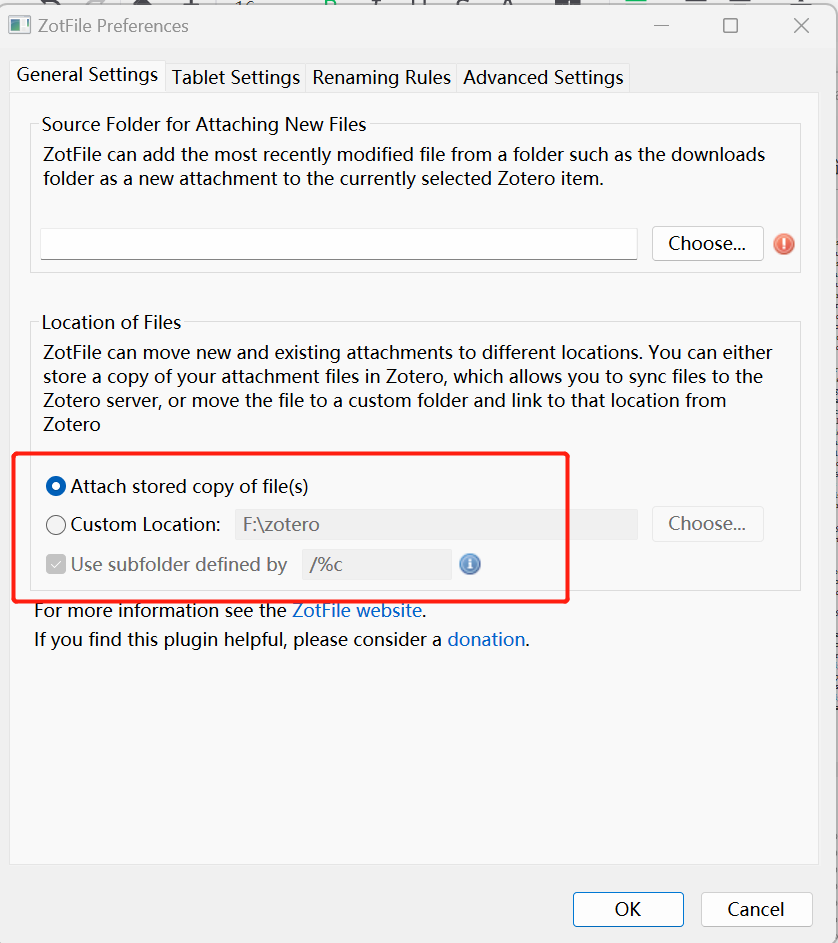 ZotFile Preferences
General Settings Tablet Settings Renaming Rules Advanced Settings
Source Folder for Attaching New Files
ZotFile can add the most recently modified file from a folder such as the downloads
folder as a new attachment to the currently selected Zotero item.
Choose...
Location of Files
ZotFile can move new and existing attachments to different locations. You can either
store a copy of your attachment files in Zotero, which allows you to sync files to the
Zotero server, or move the file to a custom folder and link to that location from
Zotero
Attach stored copy of file(s)
Custom Location: F:\zotero Choose...
Use subfolder defined by /%c
For more information see the ZotFile website.
If you find this plugin helpful, please consider a donation.
OK Cancel